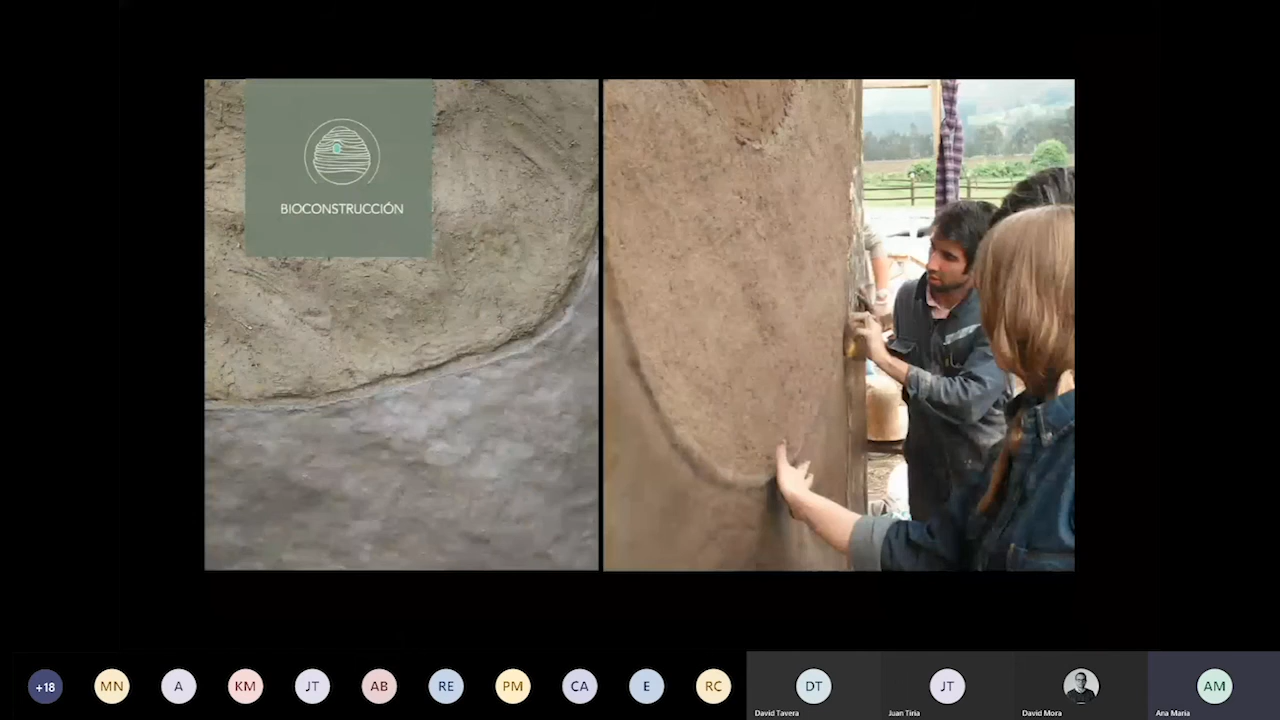 BIOCONSTRUCCIÓN
+18
MN
A
KM
JT
AB
RE
PM
CA
E
RC
DT
JT
AM
David Tavera
Juan Tiria
David Mora
Ana Maria